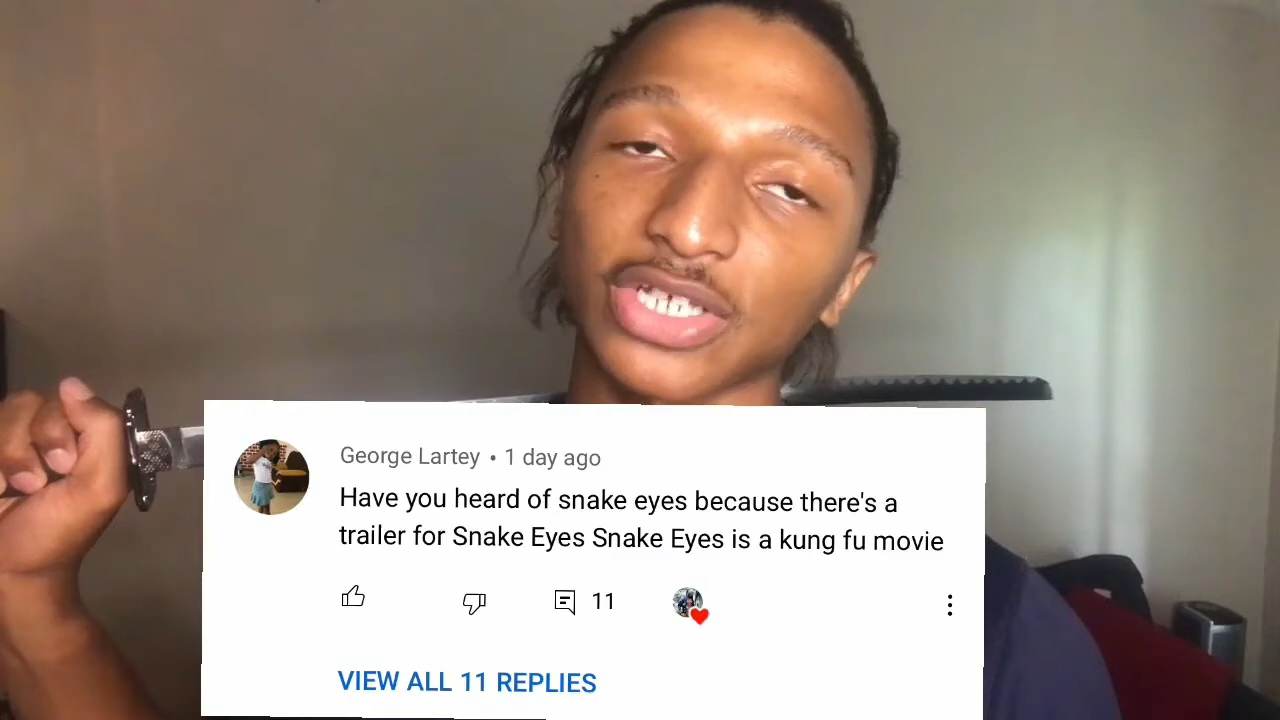 George Lartey • 1 day ago
Have you heard of snake eyes because there's a
trailer for Snake Eyes Snake Eyes is a kung fu movie
11
VIEW ALL 11 REPLIES